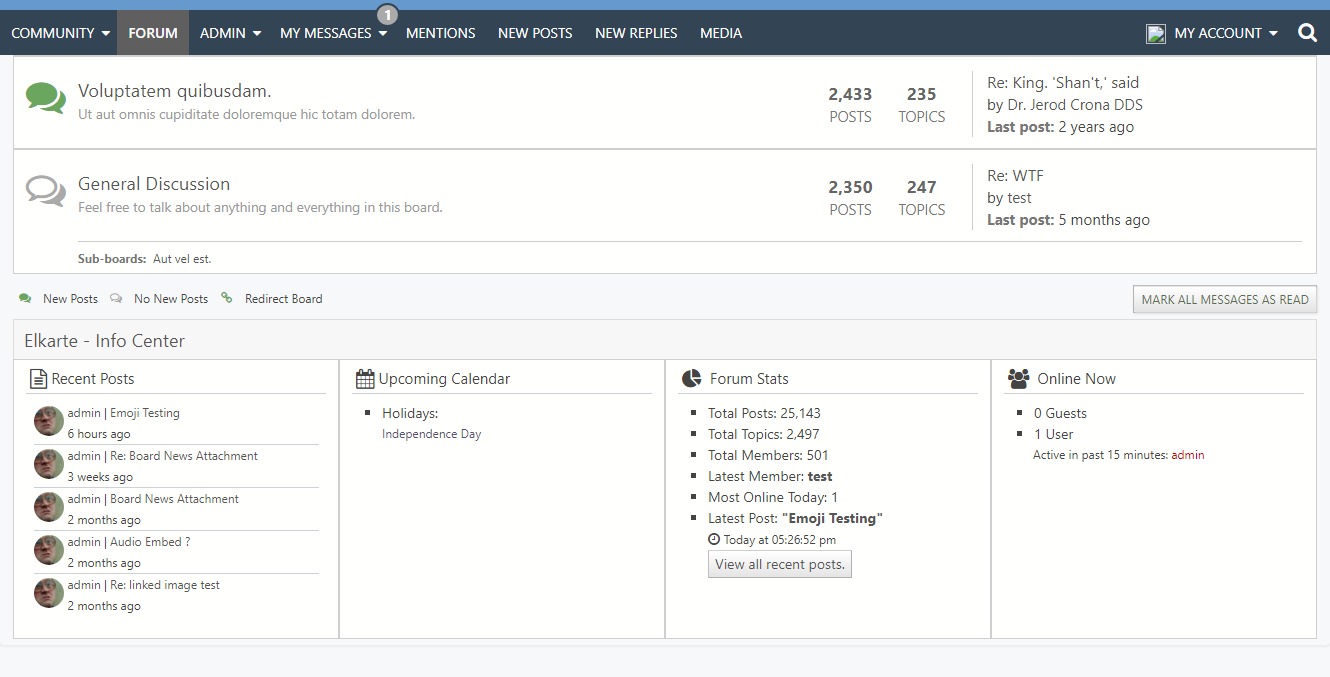 1
COMMUNITY FORUM ADMIN MY MESSAGES MENTIONS NEW POSTS NEW REPLIES MEDIA MY ACCOUNT
Voluptatem quibusdam.
Ut aut omnis cupiditate doloremque hic totam dolorem.
2,433 235
POSTS TOPICS
Re: King. 'Shan't,' said
by Dr. Jerod Crona DDS
Last post: 2 years ago
General Discussion
Feel free to talk about anything and everything in this board.
2,350 247
POSTS TOPICS
Re: WTF
by test
Last post: 5 months ago
Sub-boards: Aut vel est.
New Posts No New Posts Redirect Board
MARK ALL MESSAGES AS READ
Elkarte - Info Center
Recent Posts
admin | Emoji Testing
6 hours ago
admin | Re: Board News Attachment
3 weeks ago
admin | Board News Attachment
2 months ago
admin | Audio Embed ?
2 months ago
admin | Re: linked image test
2 months ago
Upcoming Calendar
Holidays:
Independence Day
Forum Stats
Total Posts: 25,143
Total Topics: 2,497
Total Members: 501
Latest Member: test
Most Online Today: 1
Latest Post: "Emoji Testing"
Today at 05:26:52 pm
View all recent posts.
Online Now
0 Guests
1 User
Active in past 15 minutes: admin